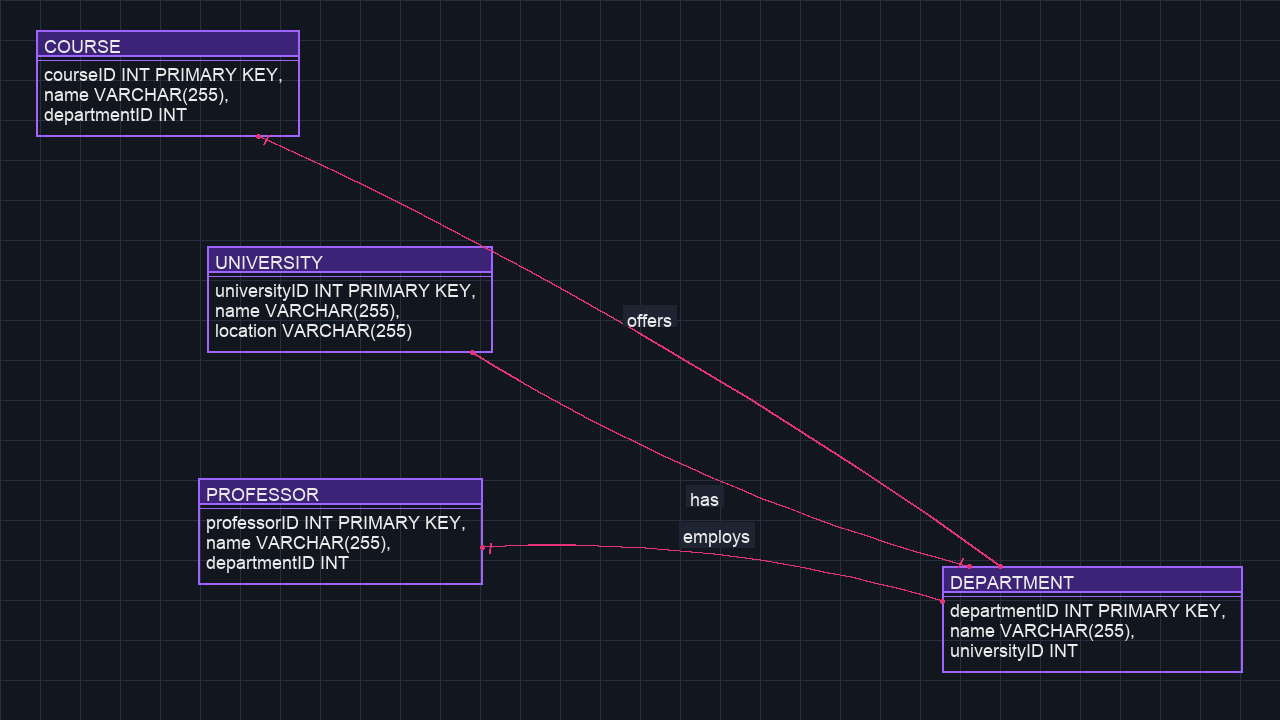 COURSE
courseID INT PRIMARY KEY,
name VARCHAR(255),
departmentID INT
UNIVERSITY
universityID INT PRIMARY KEY,
name VARCHAR(255),
location VARCHAR(255)
offers
PROFESSOR
professorID INT PRIMARY KEY,
name VARCHAR(255),
departmentID INT
has
employs
DEPARTMENT
departmentID INT PRIMARY KEY,
name VARCHAR(255),
universityID INT